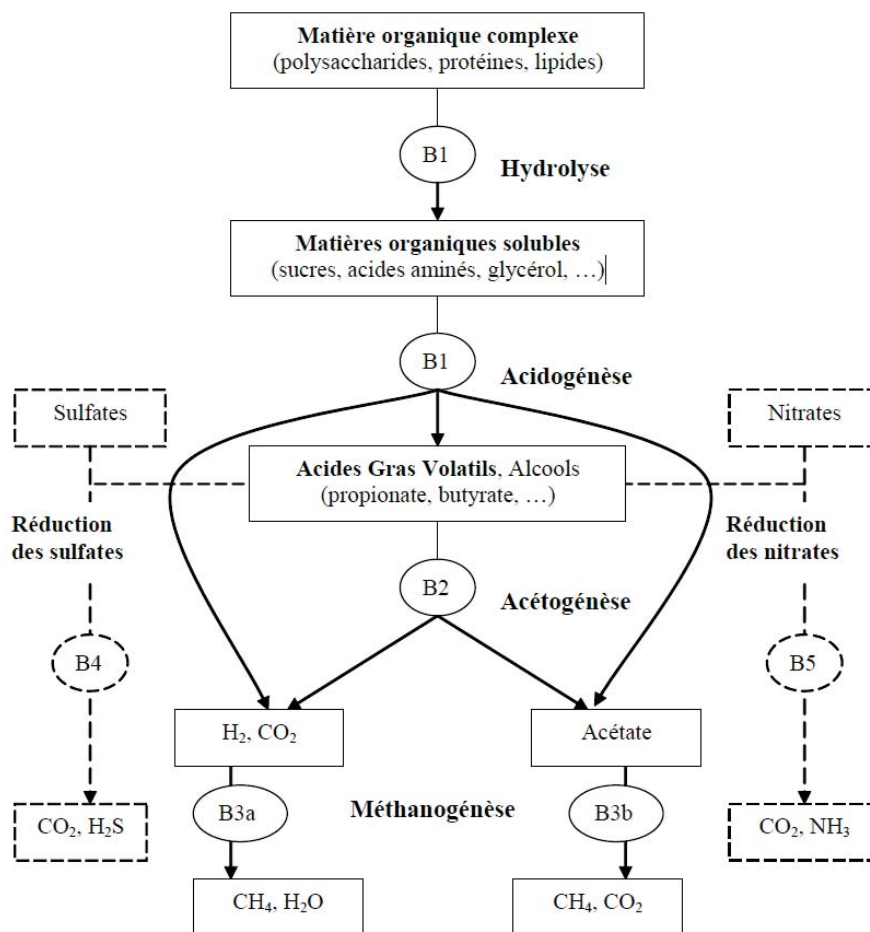 Matière organique complexe
(polysaccharides, protéines, lipides)
B1
Hydrolyse
Matières organiques solubles
(sucres, acides aminés, glycérol, …)
B1
Acidogénèse
Sulfates
Nitrates
Acides Gras Volatils, Alcools
(propionate, butyrate, …)
Réduction
des sulfates
Réduction
des nitrates
B2
Acétogénèse
B4
B5
H₂, CO₂
Acétate
B3a
Méthanogénèse
B3b
CO₂, H₂S
CO₂, NH₃
CH₄, H₂O
CH₄, CO₂